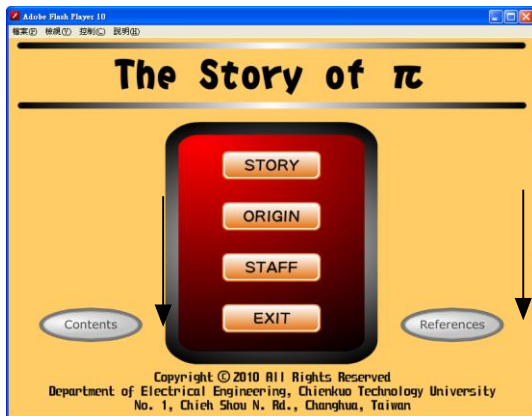 Adobe Flash Player 10
檔案(F) 檢視(V) 控制(C) 說明(H)
The Story of π
STORY
ORIGIN
STAFF
EXIT
Contents
References
Copyright © 2010 All Rights Reserved
Department of Electrical Engineering, Chienkuo Technology University
No. 1, Chieh Shou N. Rd., Changhua, Taiwan